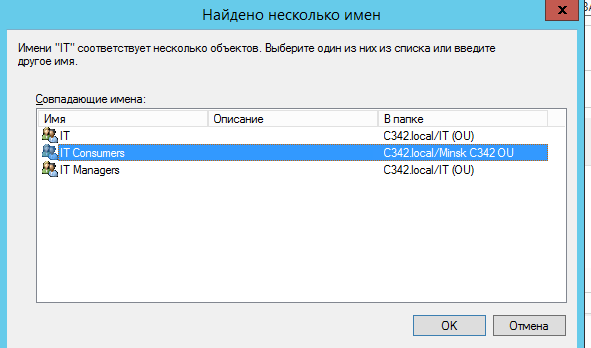 Найдено несколько имен
x
Имени "IT" соответствует несколько объектов. Выберите один из них из списка или введите
другое имя.
Совпадающие имена:
Имя Описание В папке
IT C342.local/IT (OU)
IT Consumers C342.local/Minsk C342 OU
IT Managers C342.local/IT (OU)
OK Отмена